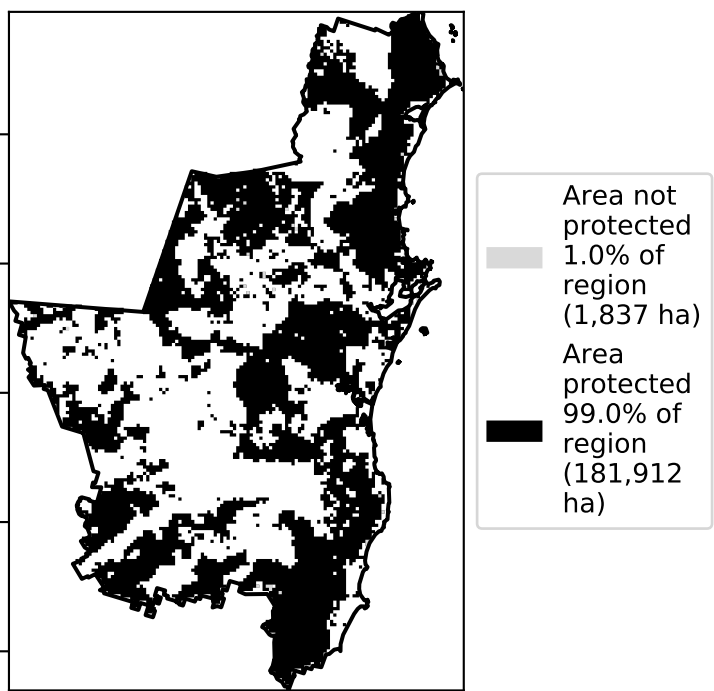 Area not
protected
1.0% of
region
(1,837 ha)
Area
protected
99.0% of
region
(181,912
ha)